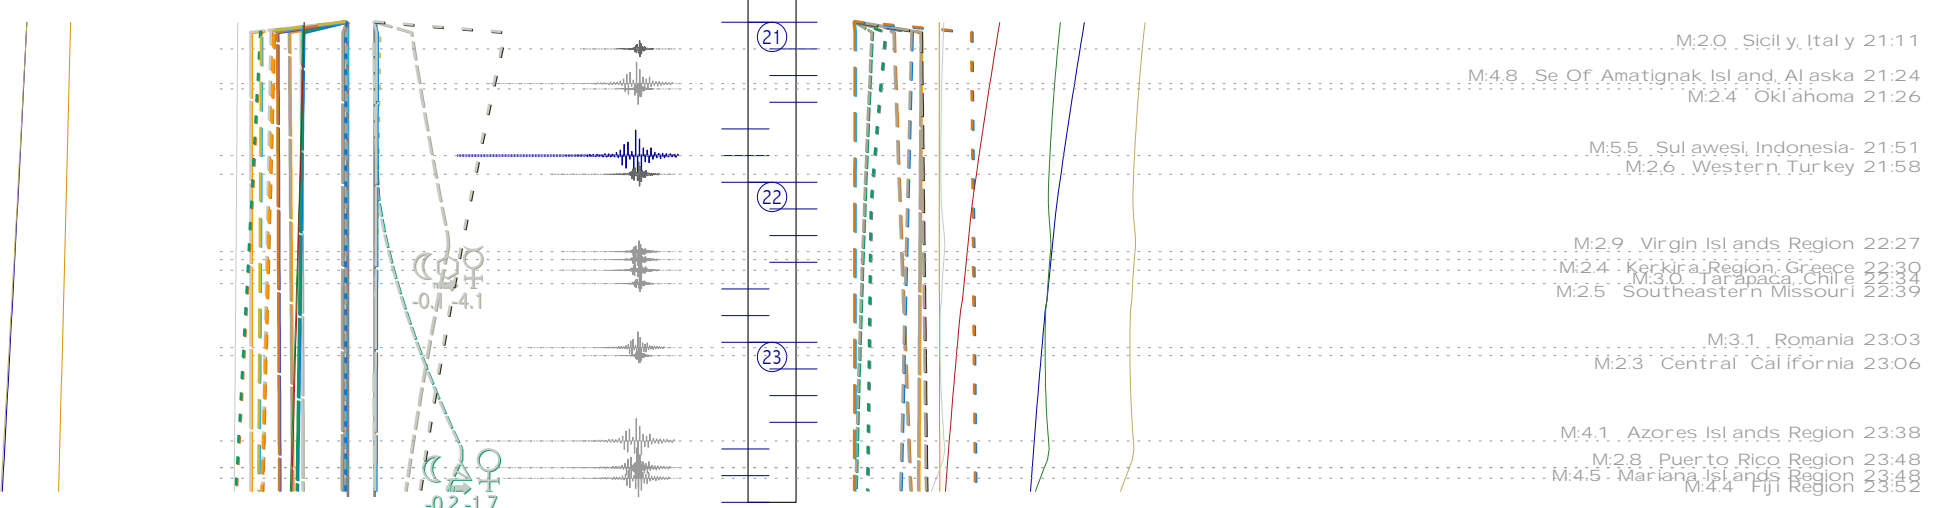 21
M:2.0 Sicily, Italy 21:11
M:4.8 Se Of Amatignak Island, Alaska 21:24
M:2.4 Oklahoma 21:26
M:5.5 Sulawesi, Indonesia- 21:51
M:2.6 Western Turkey 21:58
22
M:2.9 Virgin Islands Region 22:27
M:2.4 Kerkira Region, Greece 22:30
M:3.0 Tarapaca, Chile 22:34
M:2.5 Southeastern Missouri 22:39
-4.1
M:3.1 Romania 23:03
23
M:2.3 Central California 23:06
M:4.1 Azores Islands Region 23:38
M:2.8 Puerto Rico Region 23:48
M:4.5 Mariana Islands Region 23:48
M:4.4 Fiji Region 23:52
-0.2 -1.7